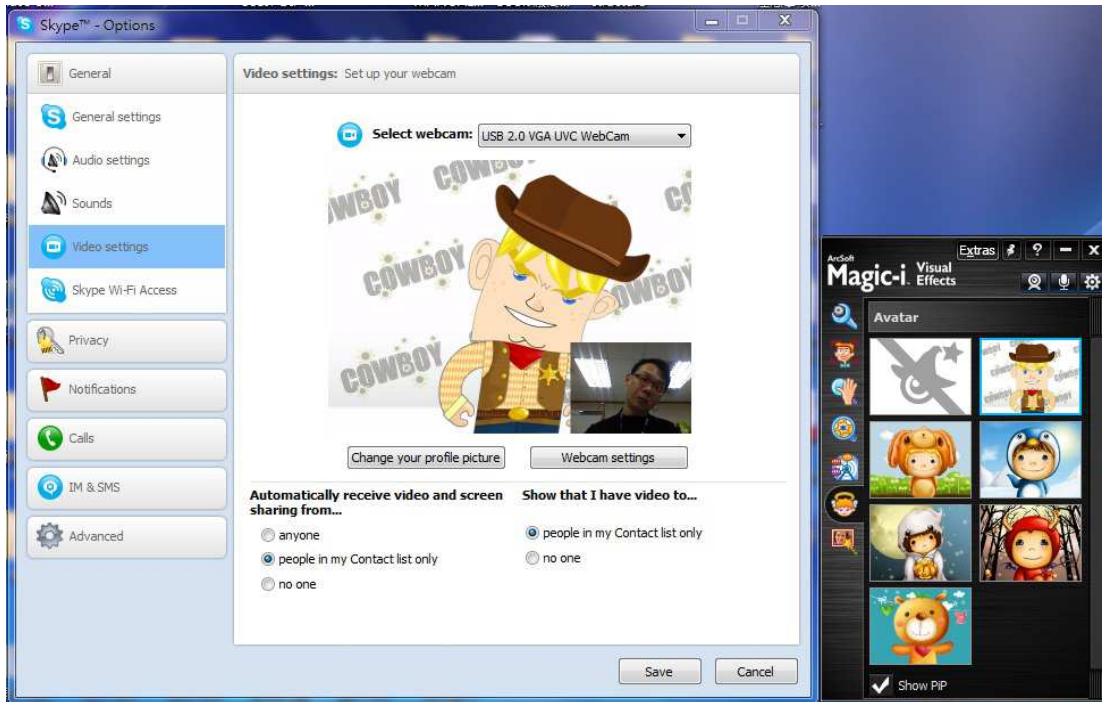 Skype™ - Options
General
General settings
Audio settings
Sounds
Video settings
Skype Wi-Fi Access
Privacy
Notifications
Calls
IM & SMS
Advanced
Video settings: Set up your webcam
Select webcam: USB 2.0 VGA UVC WebCam
COWBOY
COWBOY
COWBOY
Change your profile picture
Webcam settings
Automatically receive video and screen
sharing from...
anyone
people in my Contact list only
no one
Show that I have video to...
people in my Contact list only
no one
Save
Cancel
Extras
?
ArcSoft
Magic-i Visual
Effects
Avatar
Show PiP